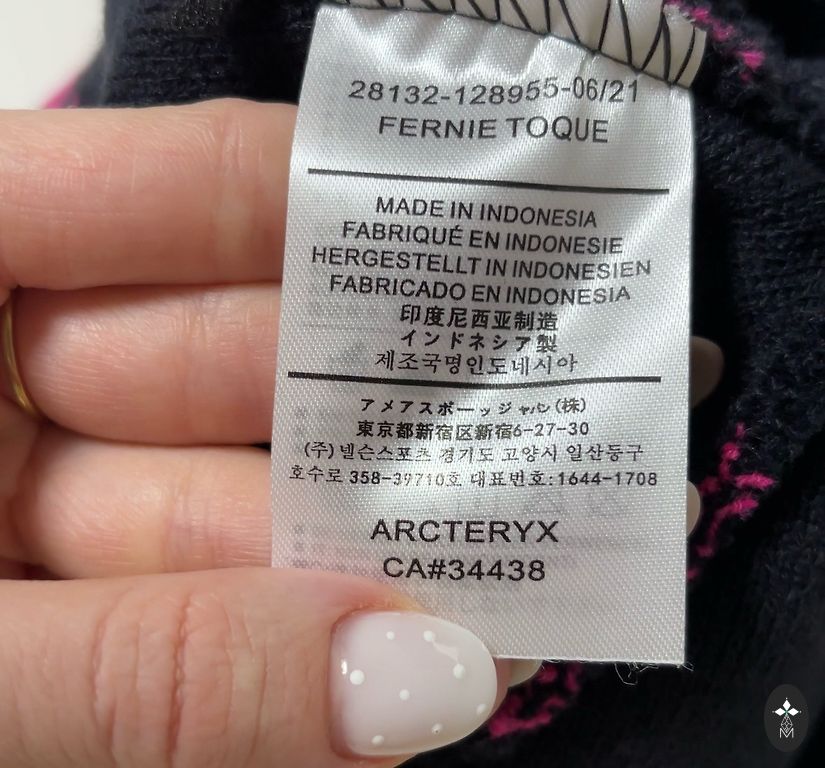 28132-128955-06/21
FERNIE TOQUE
MADE IN INDONESIA
FABRIQUÉ EN INDONESIE
HERGESTELLT IN INDONESIEN
FABRICADO EN INDONESIA
印度尼西亚制造
インドネシア製
제조국명인도네시아
アメアスポーッジャパン(株)
東京都新宿区新宿6-27-30
(주) 넬슨스포츠 경기도 고양시 일산동구
호수로 358-39710호 대표번호:1644-1708
ARCTERYX
CA#34438
M